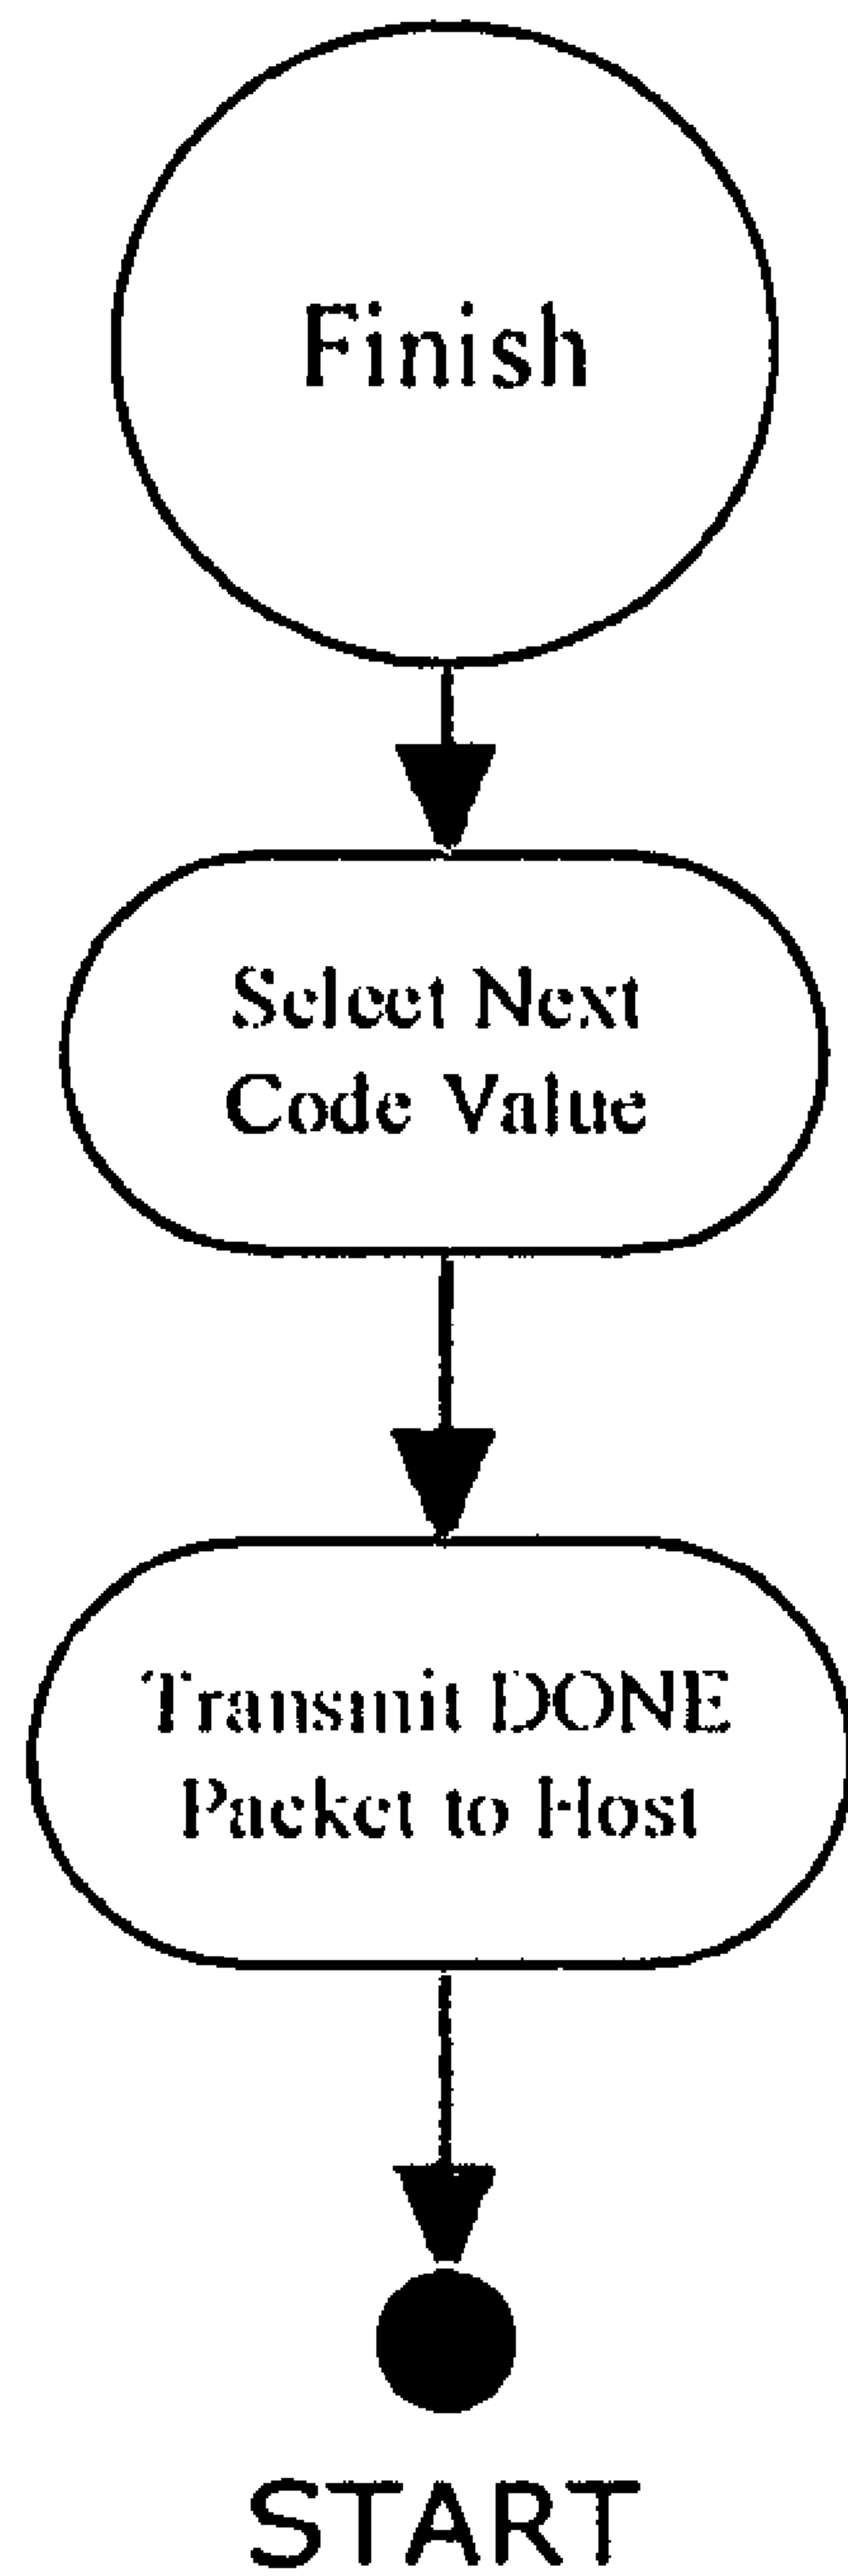 Finish
Select Next
Code Value
Transmit DONE
Packet to Host
START